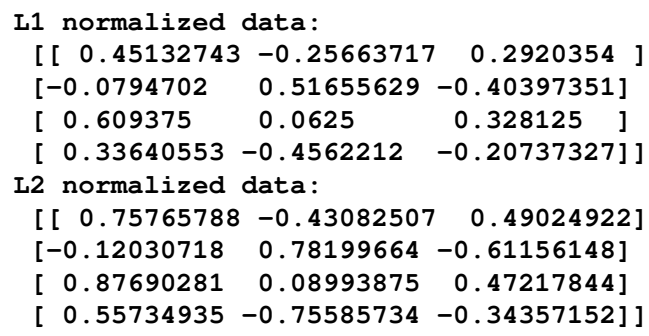 L1 normalized data:
[[ 0.45132743 -0.25663717 0.2920354 ]
[-0.0794702 0.51655629 -0.40397351]
[ 0.609375 0.0625 0.328125 ]
[ 0.33640553 -0.4562212 -0.20737327]]
L2 normalized data:
[[ 0.75765788 -0.43082507 0.49024922]
[-0.12030718 0.78199664 -0.61156148]
[ 0.87690281 0.08993875 0.47217844]
[ 0.55734935 -0.75585734 -0.34357152]]